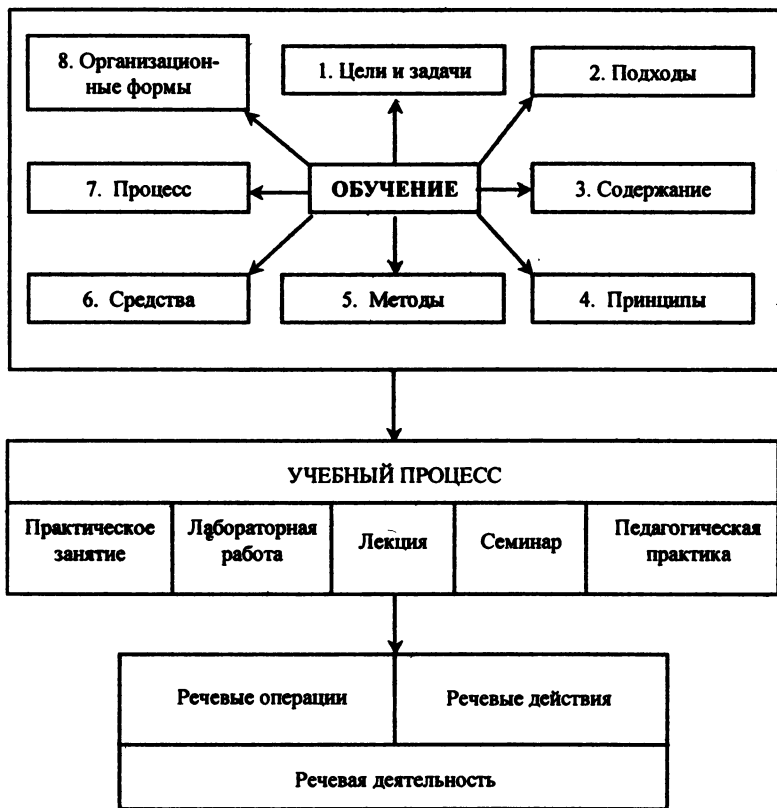 8. Организацион-
ные формы
1. Цели и задачи
2. Подходы
7. Процесс
ОБУЧЕНИЕ
3. Содержание
6. Средства
5. Методы
4. Принципы
УЧЕБНЫЙ ПРОЦЕСС
Практическое
занятие
Лабораторная
работа
Лекция
Семинар
Педагогическая
практика
Речевые операции
Речевые действия
Речевая деятельность